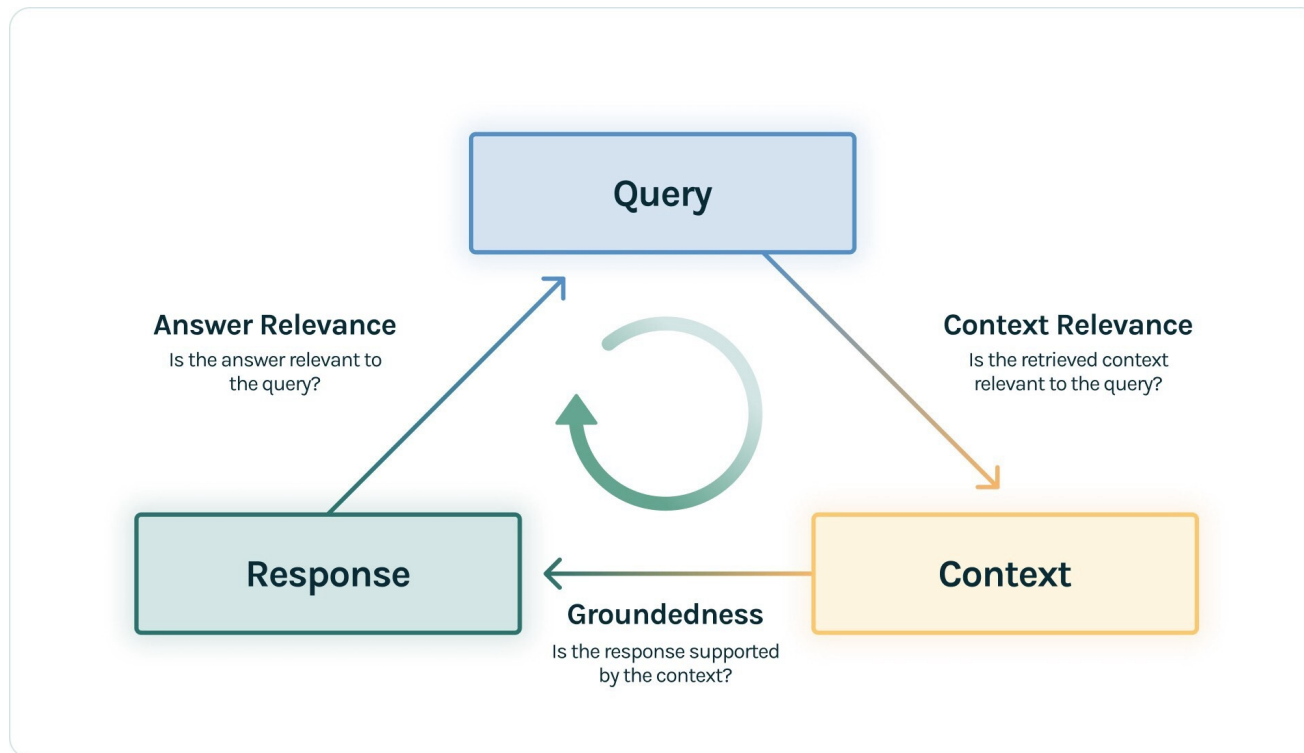 Query
Answer Relevance
Is the answer relevant to
the query?
Context Relevance
Is the retrieved context
relevant to the query?
Response
Context
Groundedness
Is the response supported
by the context?